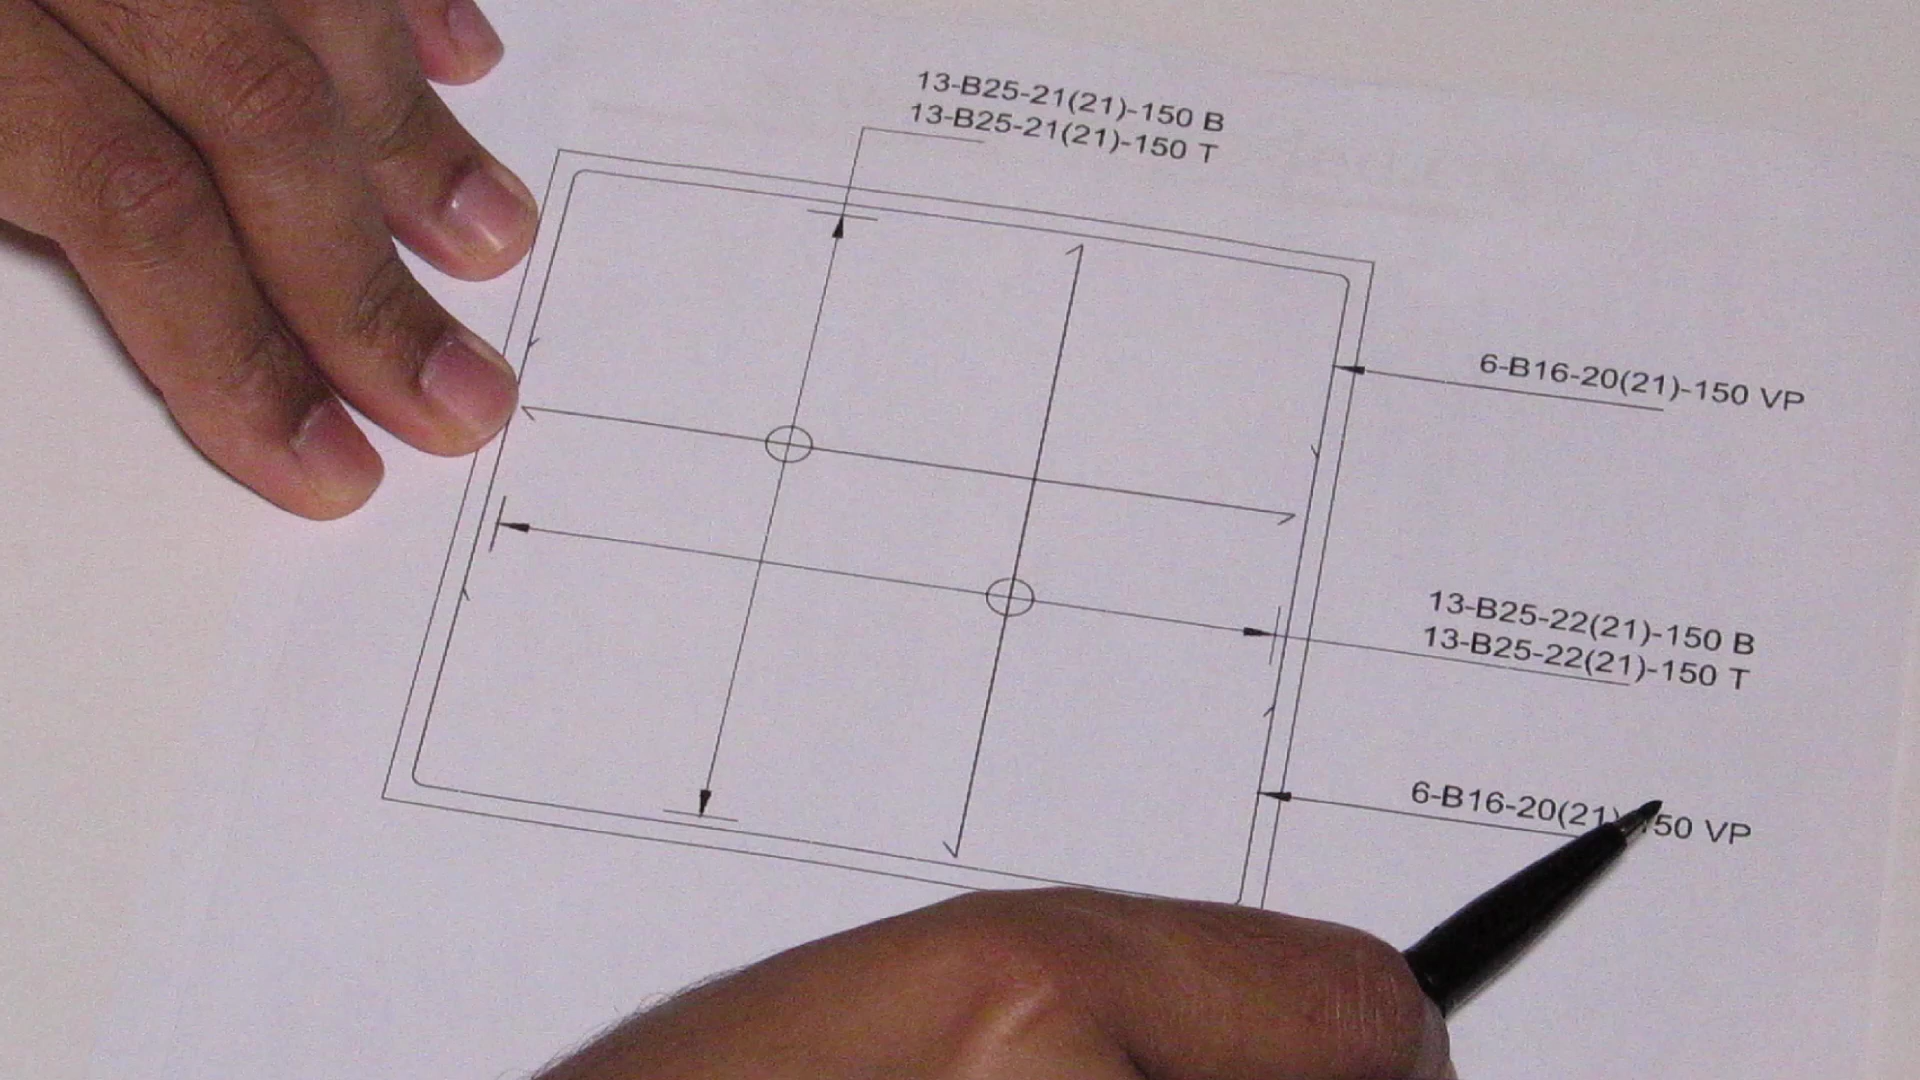 13-B25-21(21)-150 B
13-B25-21(21)-150 T
6-B16-20(21)-150 VP
13-B25-22(21)-150 B
13-B25-22(21)-150 T
6-B16-20(21) 50 VP